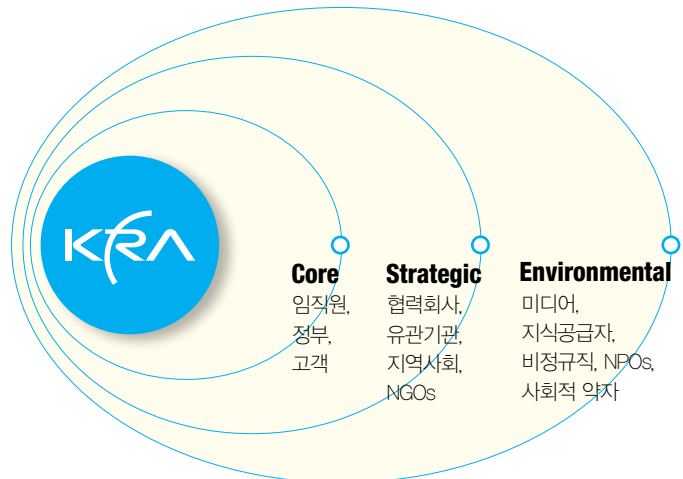 KRA
Core
임직원,
정부,
고객
Strategic
협력회사,
유관기관,
지역사회,
NGOs
Environmental
미디어,
지식공급자,
비정규직, NPOs,
사회적 약자